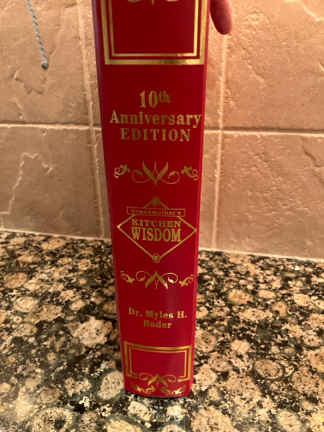 10th
Anniversary
EDITION
Grandmother's
KITCHEN
WISDOM
Dr. Myles H.
Bader